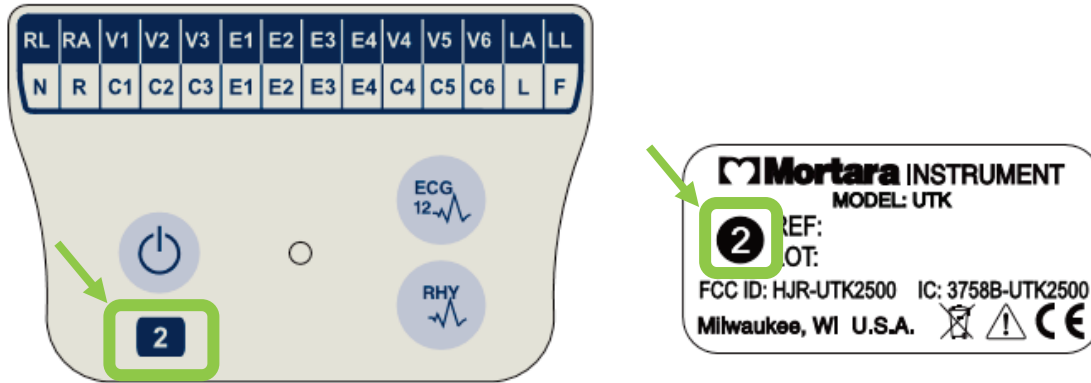 RL RA V1 V2 V3 E1 E2 E3 E4 V4 V5 V6 LA LL
N R C1 C2 C3 E1 E2 E3 E4 C4 C5 C6 L F
ECG
12
RHY
2
Mortara INSTRUMENT
MODEL: UTK
2 REF:
LOT:
FCC ID: HJR-UTK2500 IC: 3758B-UTK2500
Milwaukee, WI U.S.A. CE